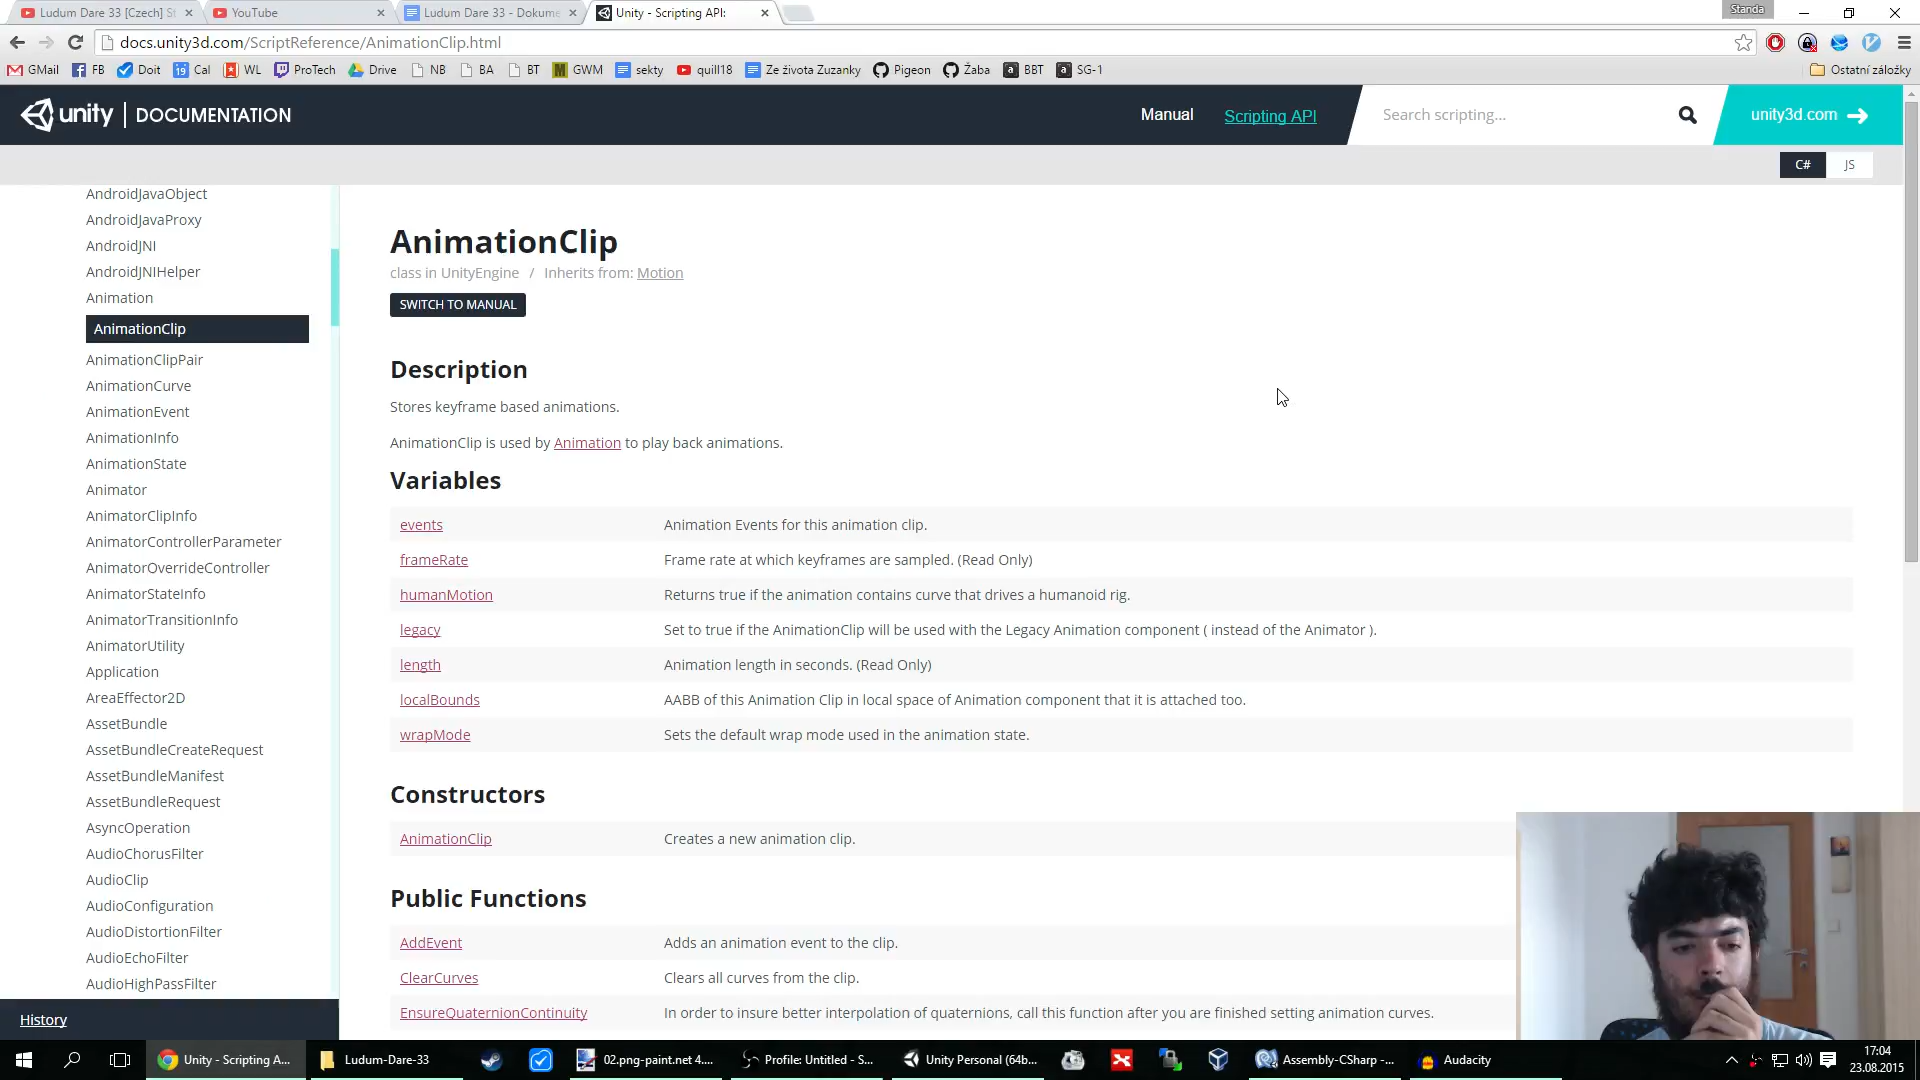 Ludum Dare 33 [Czech] St
YouTube
Ludum Dare 33 - Dokume
Unity - Scripting API:
Standa
docs.unity3d.com/ScriptReference/AnimationClip.html
GMail
FB
Doit
Cal
WL
ProTech
Drive
NB
BA
BT
GWM
sekty
quill18
Ze života Zuzanky
Pigeon
Žaba
BBT
SG-1
Ostatní záložky
unity
DOCUMENTATION
Manual
Scripting API
Search scripting...
unity3d.com
C#
JS
AndroidJavaObject
AndroidJavaProxy
AndroidJNI
AndroidJNIHelper
Animation
AnimationClip
AnimationClipPair
AnimationCurve
AnimationEvent
AnimationInfo
AnimationState
Animator
AnimatorClipInfo
AnimatorControllerParameter
AnimatorOverrideController
AnimatorStateInfo
AnimatorTransitionInfo
AnimatorUtility
Application
AreaEffector2D
AssetBundle
AssetBundleCreateRequest
AssetBundleManifest
AssetBundleRequest
AsyncOperation
AudioChorusFilter
AudioClip
AudioConfiguration
AudioDistortionFilter
AudioEchoFilter
AudioHighPassFilter
History
AnimationClip
class in UnityEngine / Inherits from: Motion
SWITCH TO MANUAL
Description
Stores keyframe based animations.
AnimationClip is used by Animation to play back animations.
Variables
events Animation Events for this animation clip.
frameRate Frame rate at which keyframes are sampled. (Read Only)
humanMotion Returns true if the animation contains curve that drives a humanoid rig.
legacy Set to true if the AnimationClip will be used with the Legacy Animation component ( instead of the Animator ).
length Animation length in seconds. (Read Only)
localBounds AABB of this Animation Clip in local space of Animation component that it is attached too.
wrapMode Sets the default wrap mode used in the animation state.
Constructors
AnimationClip Creates a new animation clip.
Public Functions
AddEvent Adds an animation event to the clip.
ClearCurves Clears all curves from the clip.
EnsureQuaternionContinuity In order to insure better interpolation of quaternions, call this function after you are finished setting animation curves.
Unity - Scripting A...
Ludum-Dare-33
02.png-paint.net 4....
Profile: Untitled - S...
Unity Personal (64b...
Assembly-CSharp -...
Audacity
17:04
23.08.2015